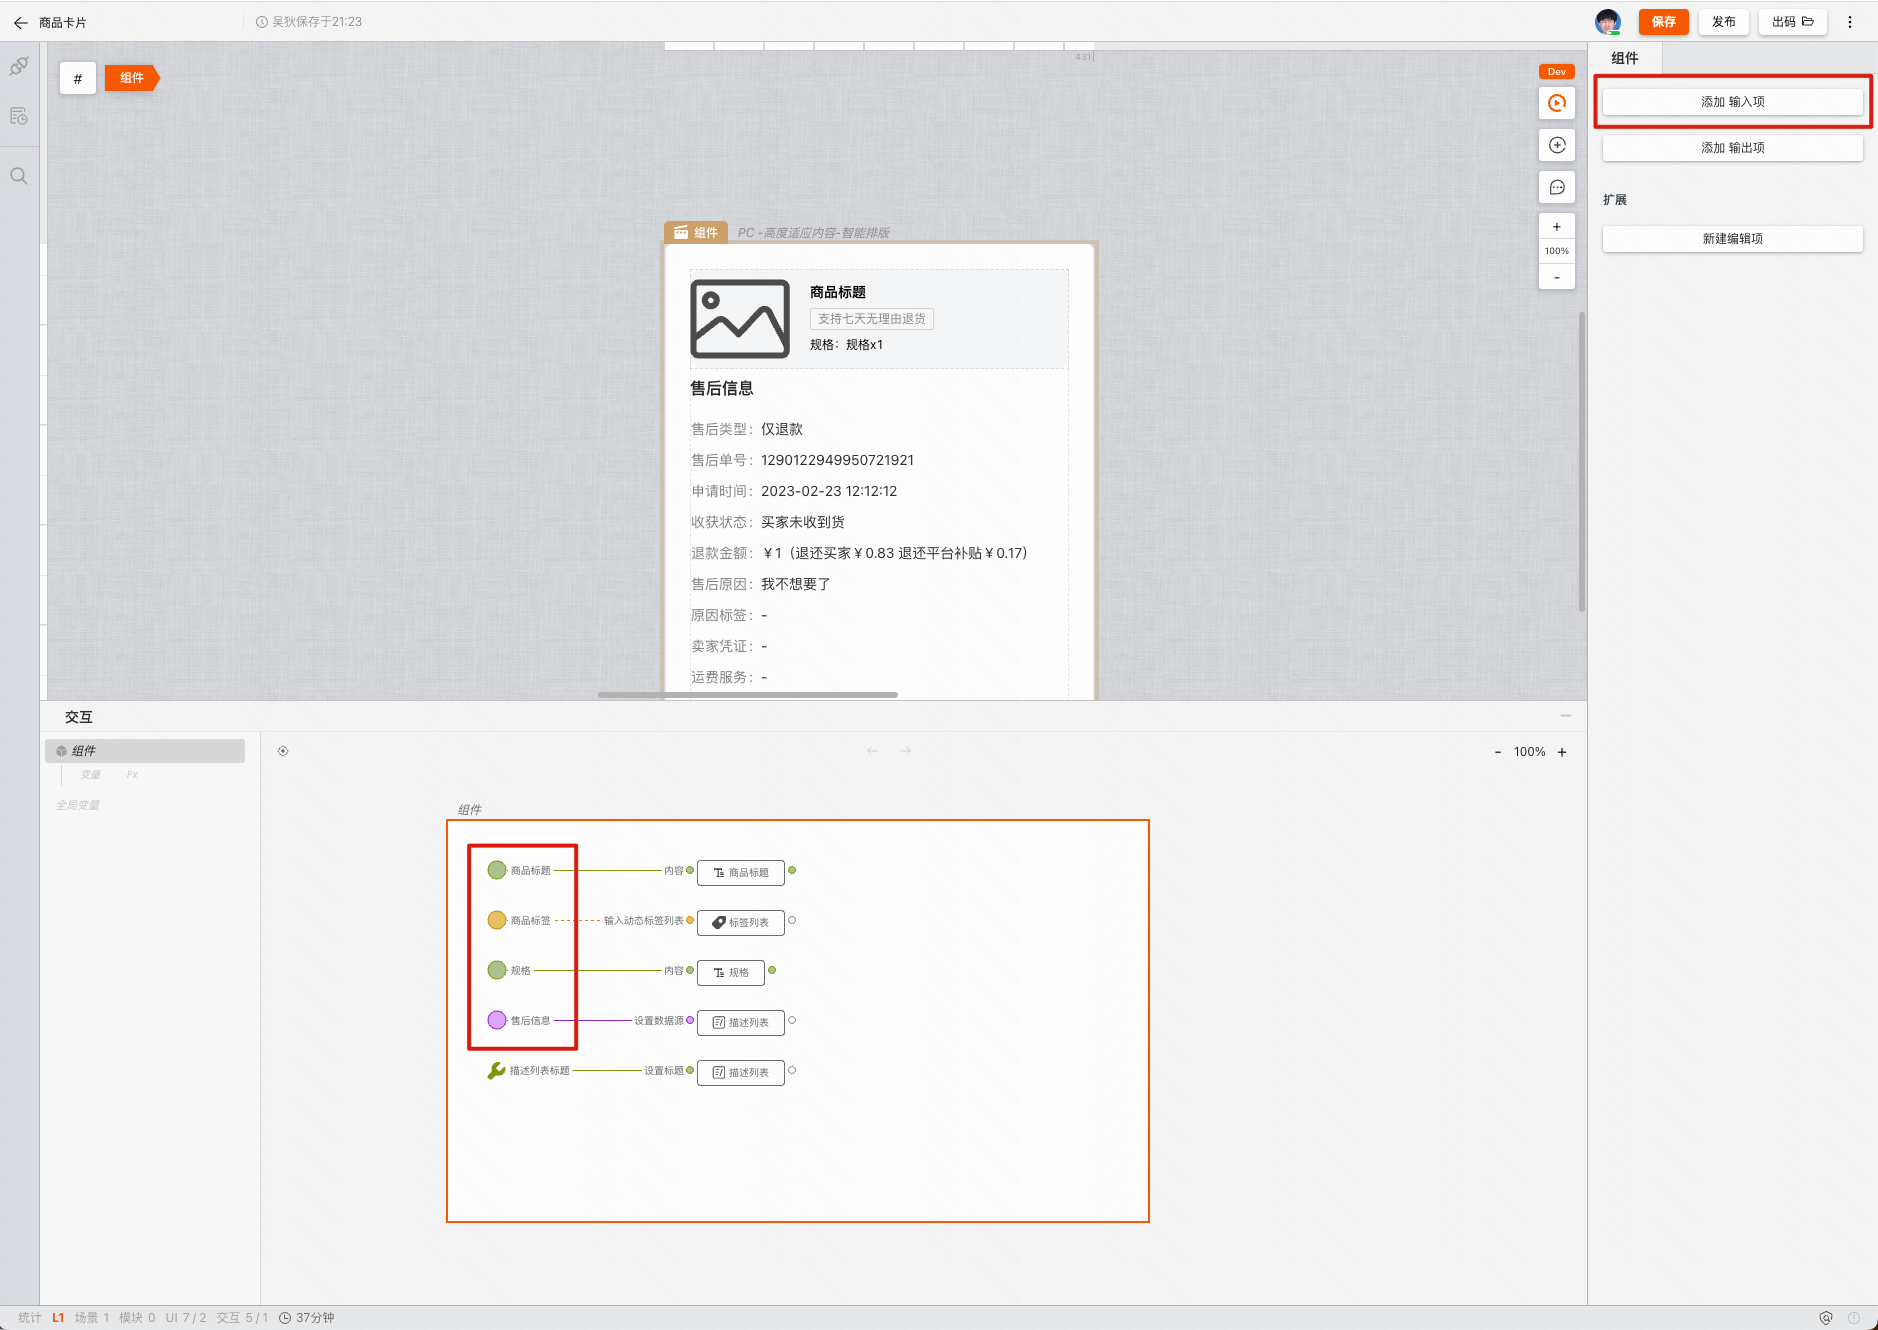 商品卡片
吴狄保存于21:23
保存
发布
出码
#
组件
431
Dev
100%
组件
添加 输入项
添加 输出项
扩展
新建编辑项
组件
PC -高度适应内容-智能排版
商品标题
支持七天无理由退货
规格：规格x1
售后信息
售后类型：仅退款
售后单号：1290122949950721921
申请时间：2023-02-23 12:12:12
收获状态：买家未收到货
退款金额：￥1（退还买家￥0.83 退还平台补贴￥0.17）
售后原因：我不想要了
原因标签：-
卖家凭证：-
运费服务：-
交互
组件
变量 Fx
全局变量
- 100% +
组件
商品标题 内容 商品标题
商品标签 输入动态标签列表 标签列表
规格 内容 规格
售后信息 设置数据源 描述列表
描述列表标题 设置标题 描述列表
统计 L1 场景 1 模块 0 UI 7 / 2 交互 5 / 1 37分钟